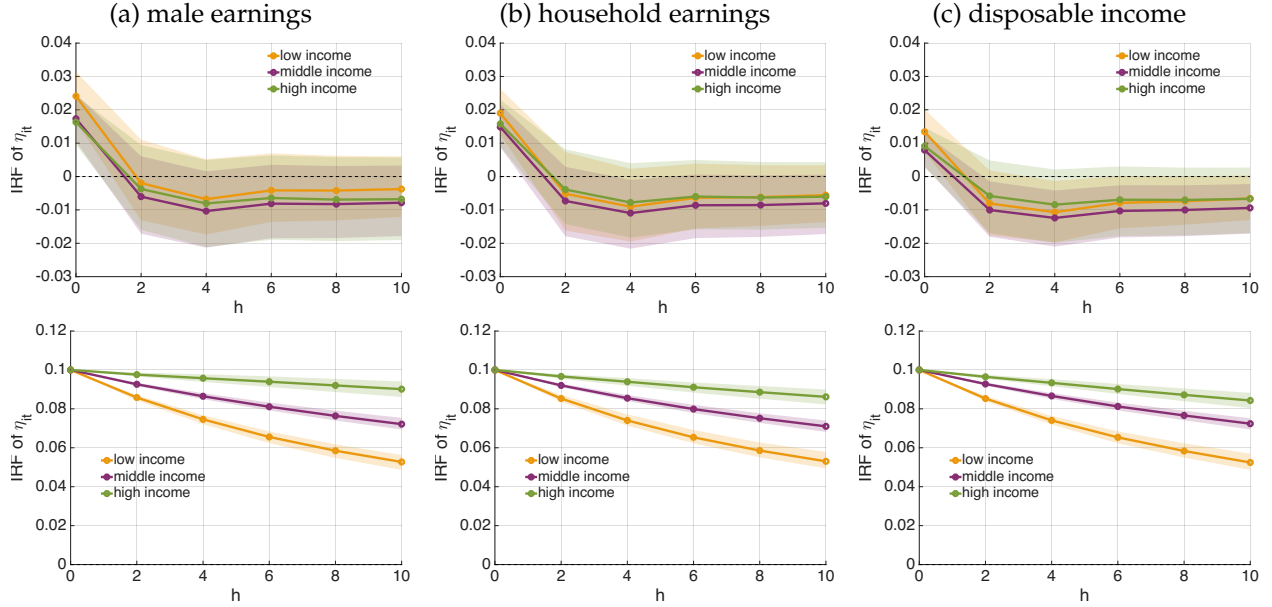 (a) male earnings
(b) household earnings
(c) disposable income
0.04
0.03
0.02
0.01
0
-0.01
-0.02
-0.03
IRF of η_it
low income
middle income
high income
0 2 4 6 8 10
h
0.04
0.03
0.02
0.01
0
-0.01
-0.02
-0.03
IRF of η_it
low income
middle income
high income
0 2 4 6 8 10
h
0.04
0.03
0.02
0.01
0
-0.01
-0.02
-0.03
IRF of η_it
low income
middle income
high income
0 2 4 6 8 10
h
0.12
0.1
0.08
0.06
0.04
0.02
0
IRF of η_it
low income
middle income
high income
0 2 4 6 8 10
h
0.12
0.1
0.08
0.06
0.04
0.02
0
IRF of η_it
low income
middle income
high income
0 2 4 6 8 10
h
0.12
0.1
0.08
0.06
0.04
0.02
0
IRF of η_it
low income
middle income
high income
0 2 4 6 8 10
h